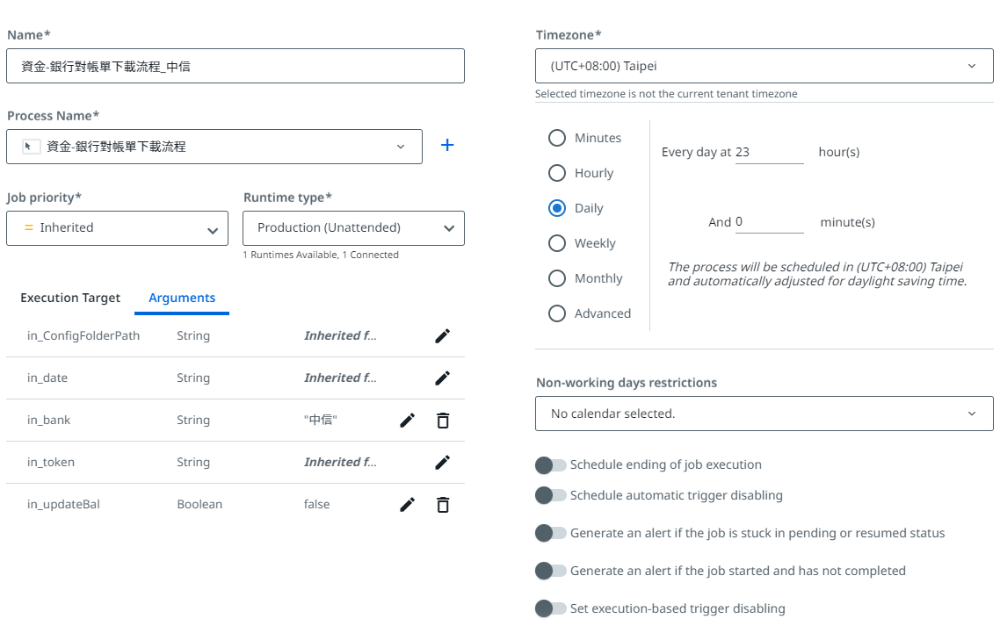 Name*
資金-銀行對帳單下載流程_中信
Process Name*
資金-銀行對帳單下載流程
Job priority*
Runtime type*
Inherited
Production (Unattended)
1 Runtimes Available, 1 Connected
Execution Target
Arguments
in_ConfigFolderPath String Inherited f...
in_date String Inherited f...
in_bank String "中信"
in_token String Inherited f...
in_updateBal Boolean false
Timezone*
(UTC+08:00) Taipei
Selected timezone is not the current tenant timezone
Minutes
Hourly
Daily
Weekly
Monthly
Advanced
Every day at 23 hour(s)
And 0 minute(s)
The process will be scheduled in (UTC+08:00) Taipei
and automatically adjusted for daylight saving time.
Non-working days restrictions
No calendar selected.
Schedule ending of job execution
Schedule automatic trigger disabling
Generate an alert if the job is stuck in pending or resumed status
Generate an alert if the job started and has not completed
Set execution-based trigger disabling